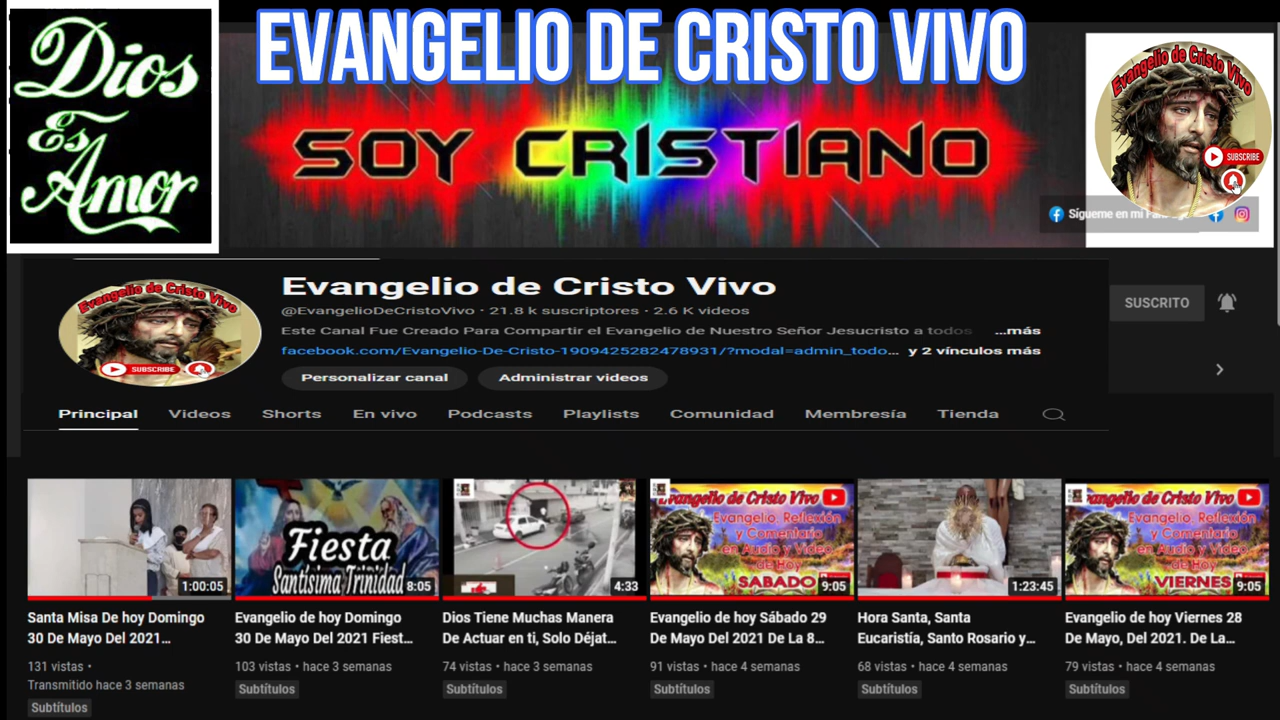 Dios
Es
Amor
EVANGELIO DE CRISTO VIVO
SOY CRISTIANO
Evangelio de Cristo Vivo
SUBSCRIBE
Sígueme en mi
Evangelio de Cristo Vivo
SUBSCRIBE
Evangelio de Cristo Vivo
@EvangelioDeCristoVivo · 21.8 k suscriptores · 2.6 K videos
Este Canal Fue Creado Para Compartir el Evangelio de Nuestro Señor Jesucristo a todos ...más
facebook.com/Evangelio-De-Cristo-1909425282478931/?modal=admin_todo... y 2 vínculos más
Personalizar canal Administrar videos
SUSCRITO
Principal Videos Shorts En vivo Podcasts Playlists Comunidad Membresía Tienda
1:00:05
Fiesta
Santísima Trinidad
8:05
4:33
Evangelio de Cristo Vivo
Evangelio, Reflexión
y Comentario
en Audio y Video
de Hoy
SABADO
9:05
1:23:45
Evangelio de Cristo Vivo
Evangelio, Reflexión
y Comentario
en Audio y Video
de Hoy
VIERNES
9:05
Santa Misa De hoy Domingo
30 De Mayo Del 2021...
131 vistas •
Transmitido hace 3 semanas
Subtítulos
Evangelio de hoy Domingo
30 De Mayo Del 2021 Fiest...
103 vistas • hace 3 semanas
Subtítulos
Dios Tiene Muchas Manera
De Actuar en ti, Solo Déjat...
74 vistas • hace 3 semanas
Subtítulos
Evangelio de hoy Sábado 29
De Mayo Del 2021 De La 8...
91 vistas • hace 4 semanas
Subtítulos
Hora Santa, Santa
Eucaristía, Santo Rosario y...
68 vistas • hace 4 semanas
Subtítulos
Evangelio de hoy Viernes 28
De Mayo, Del 2021. De La...
79 vistas • hace 4 semanas
Subtítulos